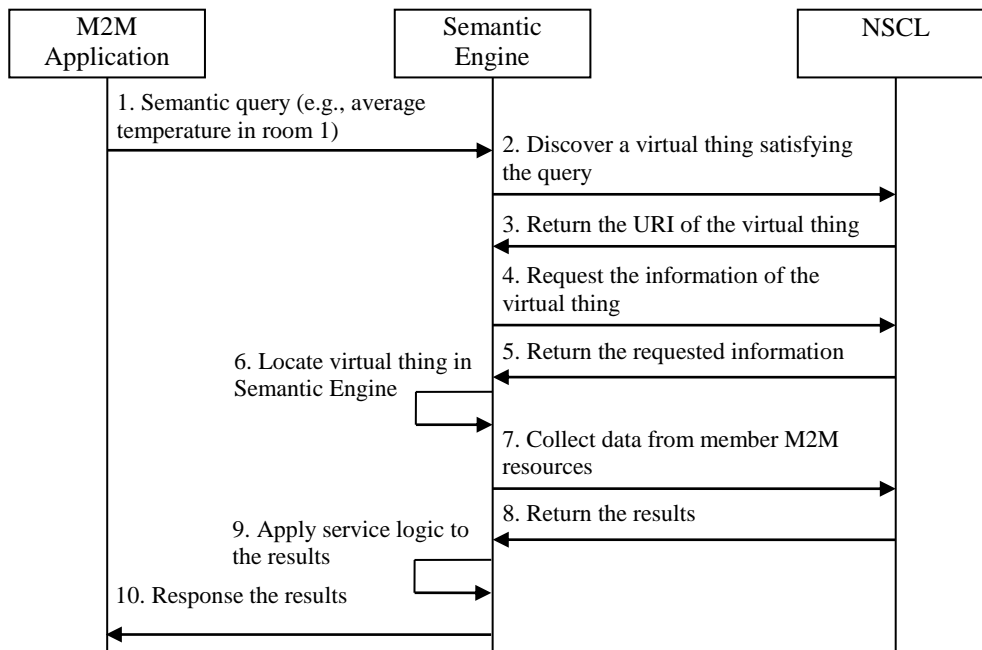 M2M
Application
Semantic
Engine
NSCL
1. Semantic query (e.g., average
temperature in room 1)
2. Discover a virtual thing satisfying
the query
3. Return the URI of the virtual thing
4. Request the information of the
virtual thing
5. Return the requested information
6. Locate virtual thing in
Semantic Engine
7. Collect data from member M2M
resources
8. Return the results
9. Apply service logic to
the results
10. Response the results